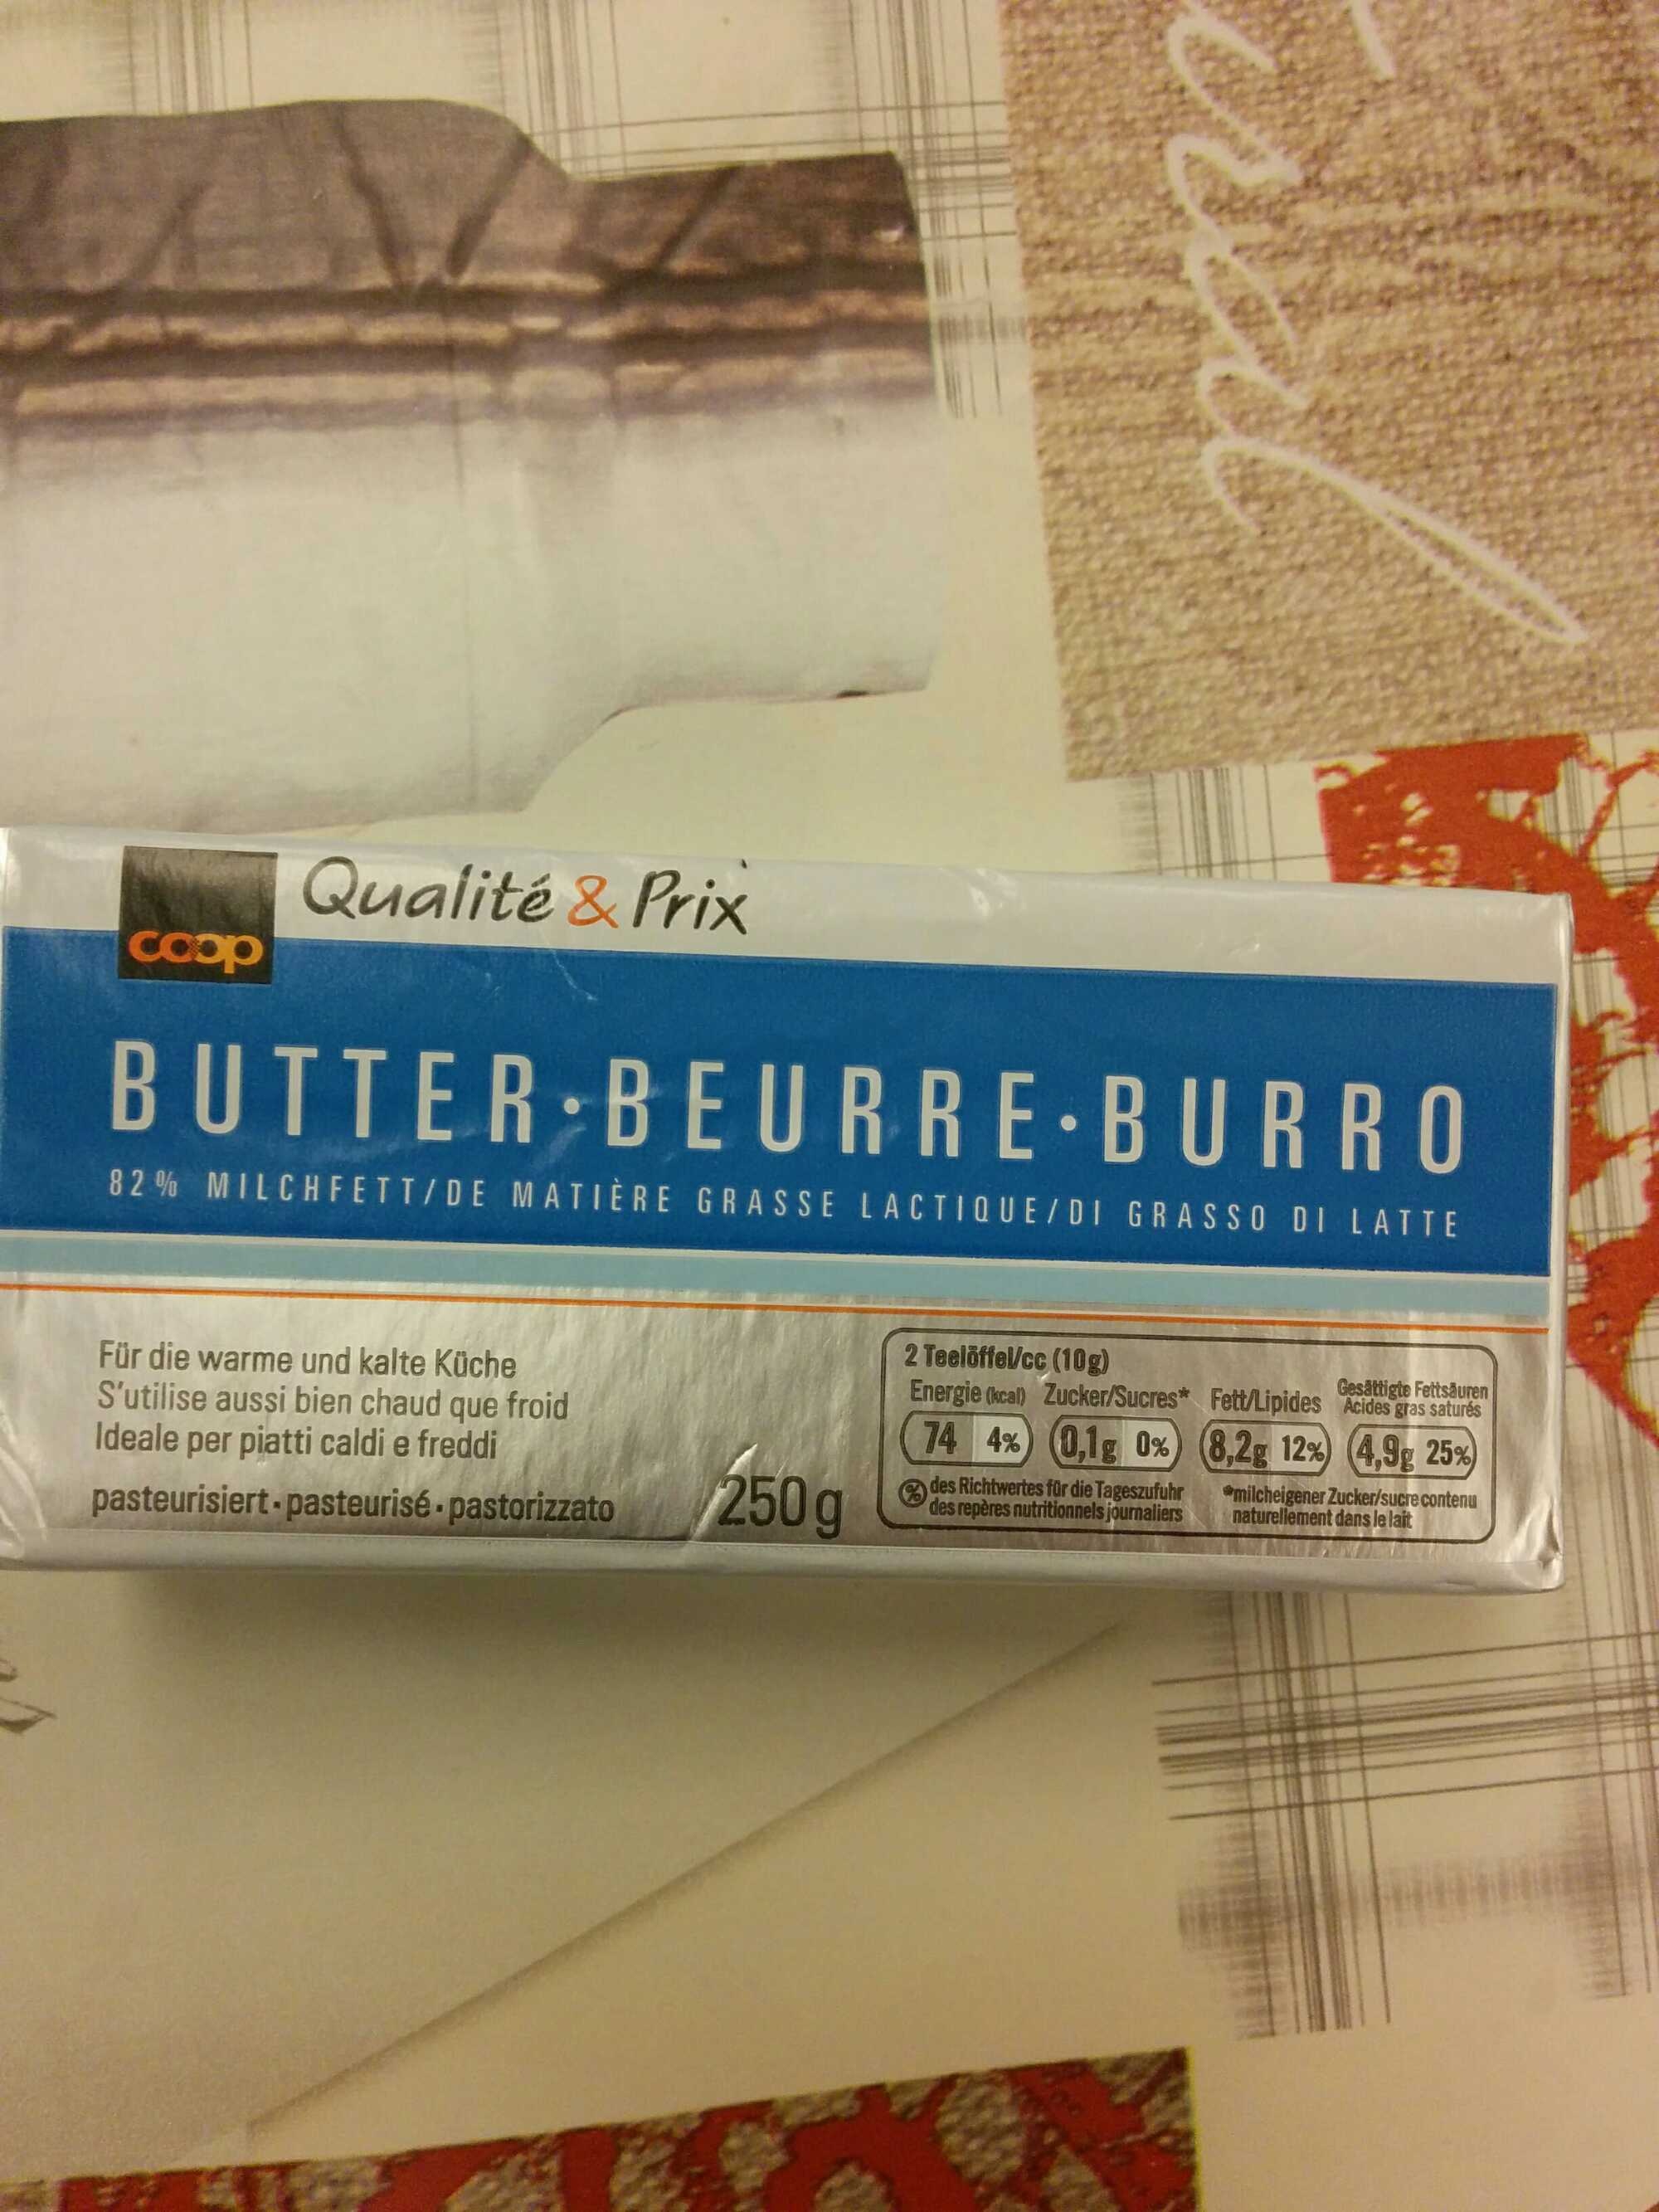 coop
Qualité & Prix
BUTTER·BEURRE·BURRO
82% MILCHFETT/DE MATIÈRE GRASSE LACTIQUE/DI GRASSO DI LATTE
Für die warme und kalte Küche
S'utilise aussi bien chaud que froid
Ideale per piatti caldi e freddi
pasteurisiert · pasteurisé · pastorizzato
250g
2 Teelöffel/cc (10g)
Energie (kcal) Zucker/Sucres* Fett/Lipides Gesättigte Fettsäuren
Acides gras saturés
74 4% 0,1g 0% 8,2g 12% 4,9g 25%
% des Richtwertes für die Tageszufuhr
des repères nutritionnels journaliers
*milcheigener Zucker/sucre contenu
naturellement dans le lait